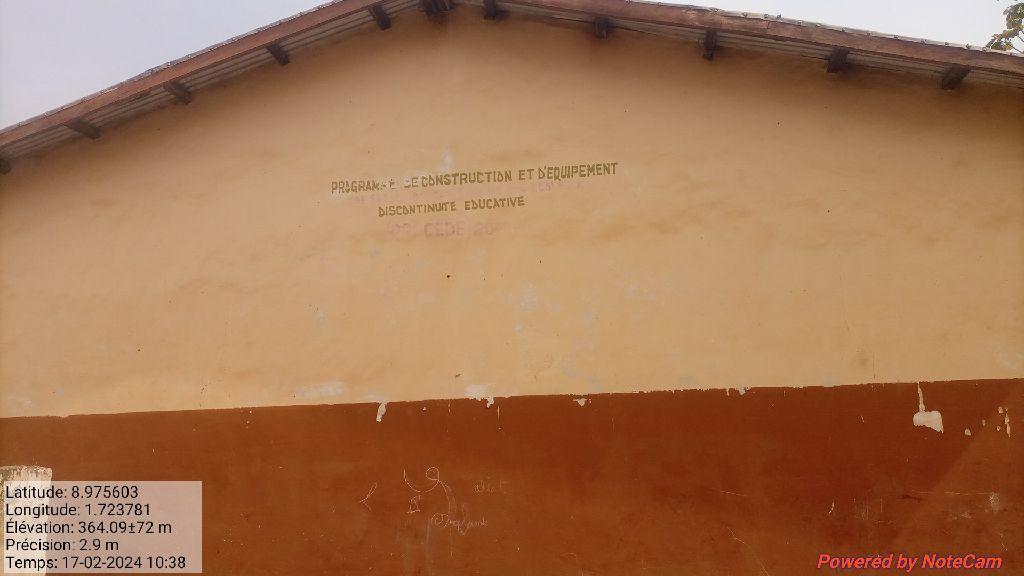 PROGRAMME DE CONSTRUCTION ET D'EQUIPEMENT
DISCONTINUITE EDUCATIVE
Latitude: 8.975603
Longitude: 1.723781
Élévation: 364.09±72 m
Précision: 2.9 m
Temps: 17-02-2024 10:38
Powered by NoteCam